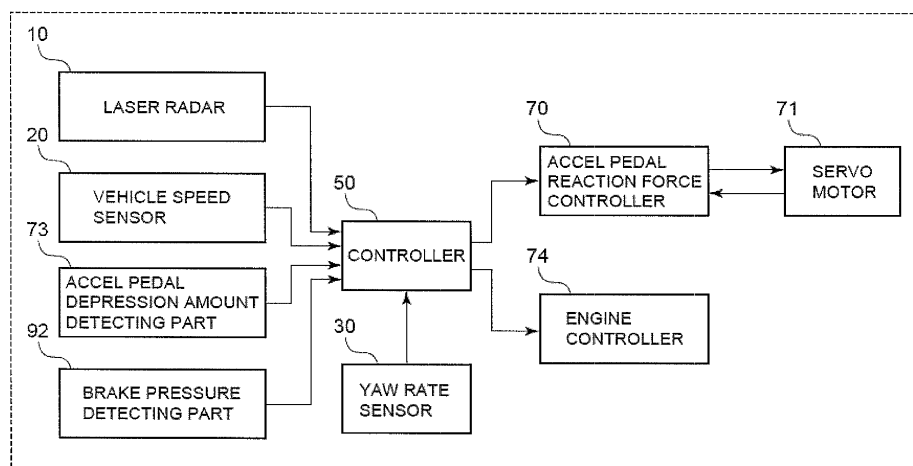 10
LASER RADAR
20
VEHICLE SPEED
SENSOR
73
ACCEL PEDAL
DEPRESSION AMOUNT
DETECTING PART
92
BRAKE PRESSURE
DETECTING PART
50
CONTROLLER
30
YAW RATE
SENSOR
70
ACCEL PEDAL
REACTION FORCE
CONTROLLER
71
SERVO
MOTOR
74
ENGINE
CONTROLLER